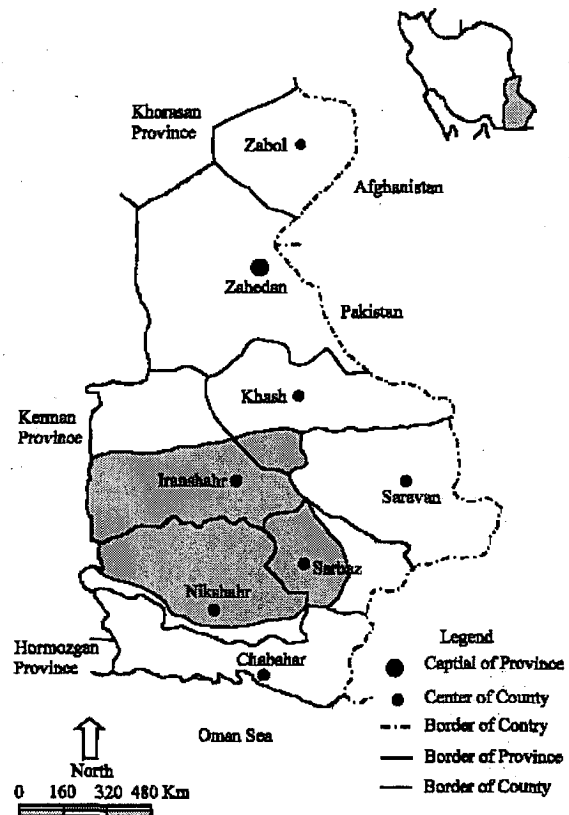 Khorasan
Province
Zabol
Afghanistan
Zahedan
Pakistan
Khash
Kerman
Province
Iranshahr
Saravan
Sarbaz
Nikshahr
Hormozgan
Province
Chabahar
Oman Sea
North
0 160 320 480 Km
Legend
Captial of Province
Center of County
Border of Contry
Border of Province
Border of County